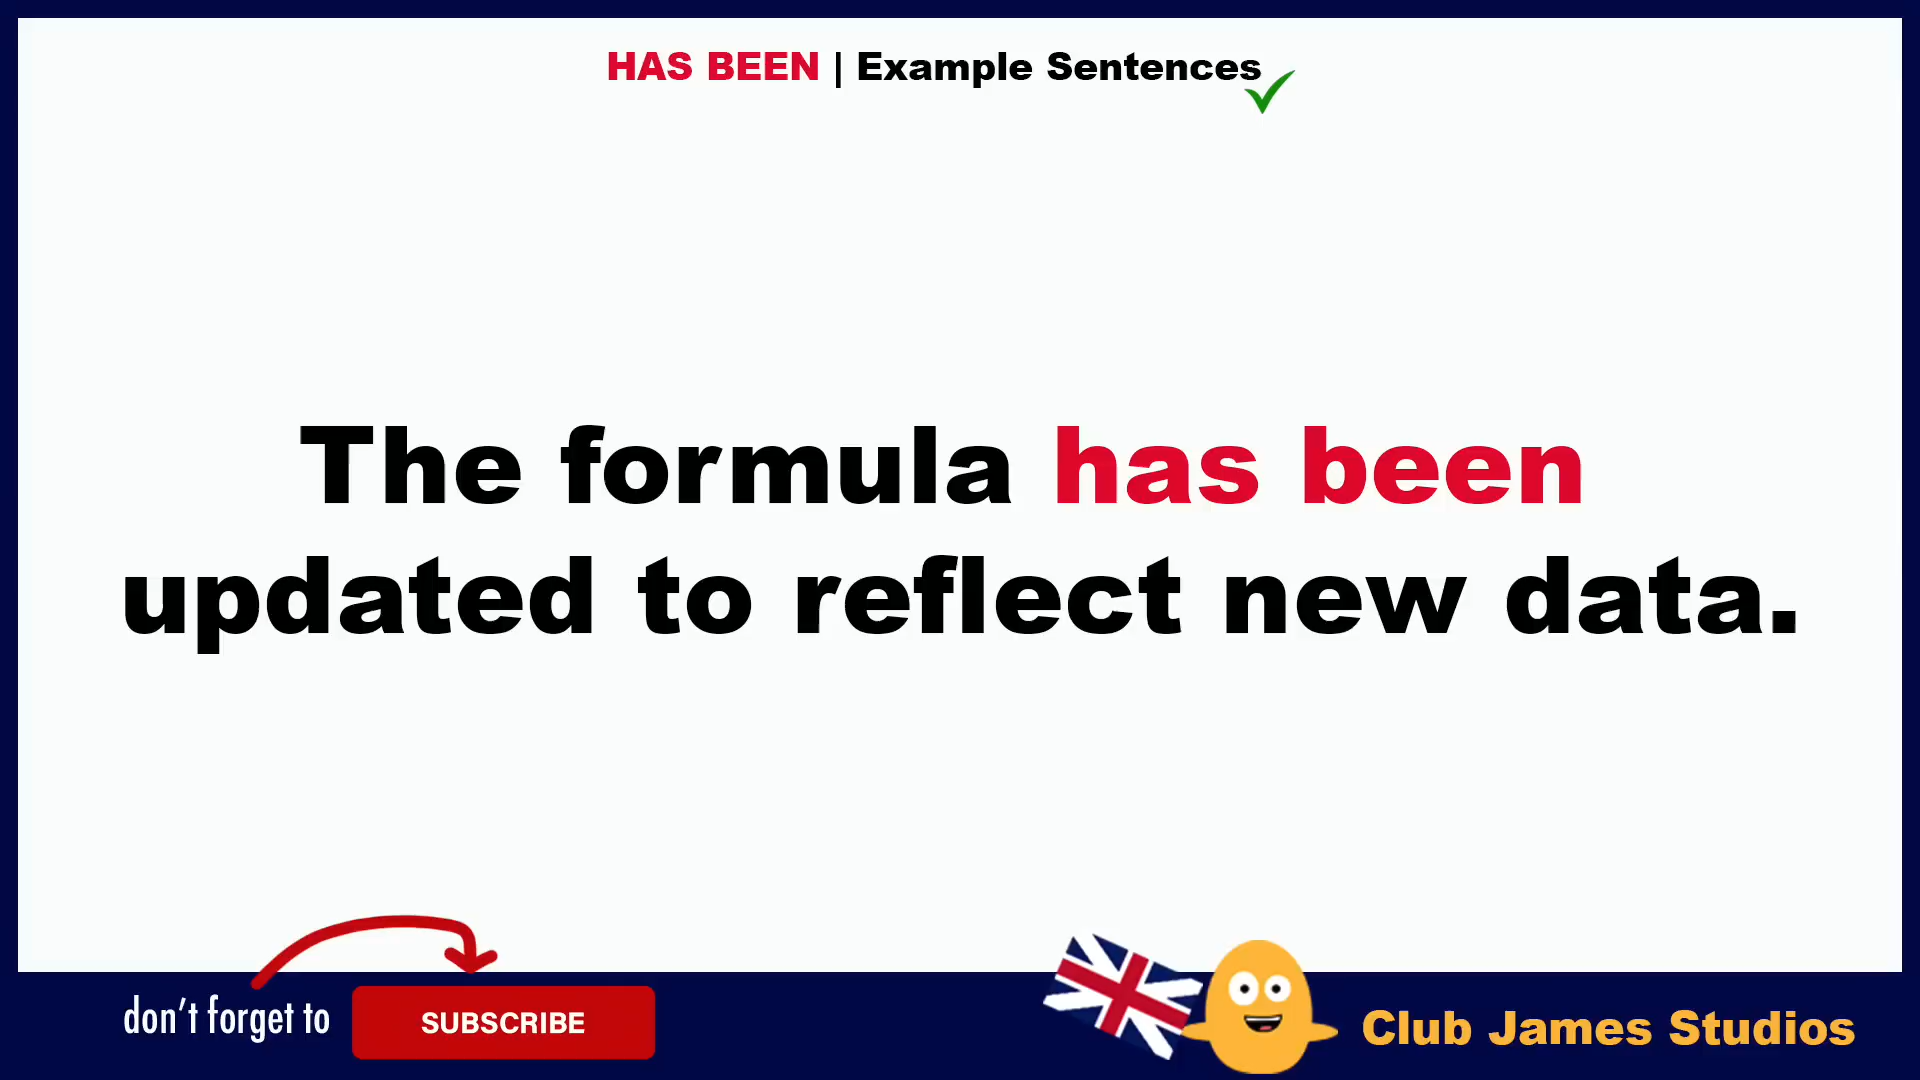 HAS BEEN | Example Sentences
The formula has been
updated to reflect new data.
don't forget to
SUBSCRIBE
Club James Studios